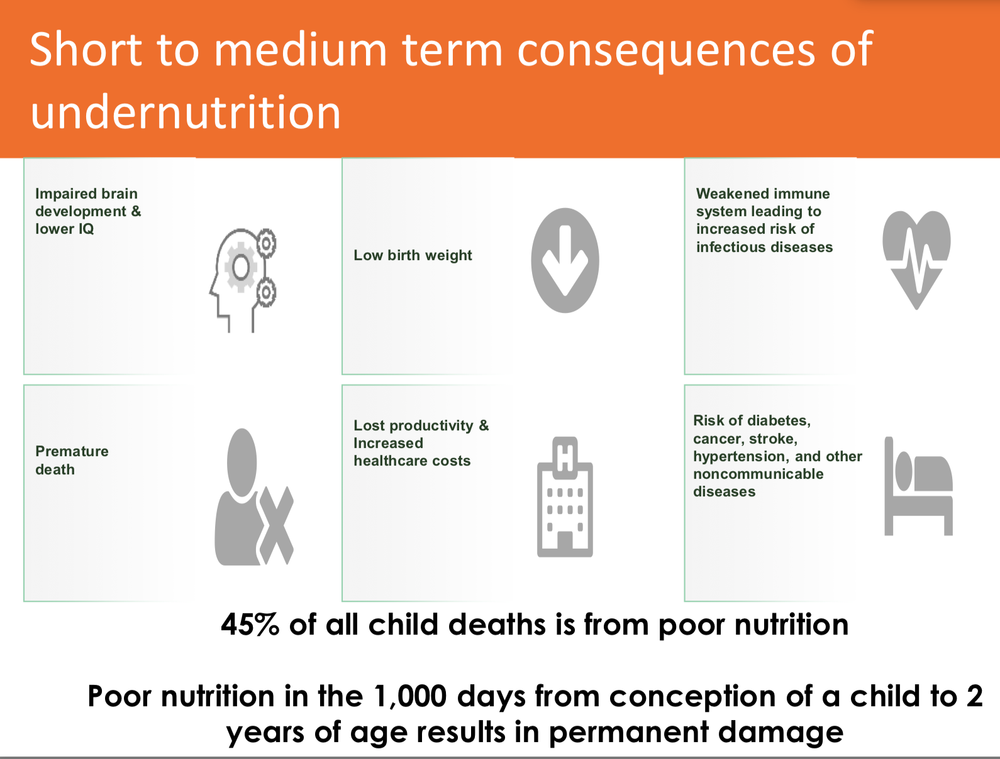 Short to medium term consequences of
undernutrition
Impaired brain
development &
lower IQ
Low birth weight
Weakened immune
system leading to
increased risk of
infectious diseases
Premature
death
Lost productivity &
Increased
healthcare costs
H
Risk of diabetes,
cancer, stroke,
hypertension, and other
noncommunicable
diseases
45% of all child deaths is from poor nutrition
Poor nutrition in the 1,000 days from conception of a child to 2
years of age results in permanent damage